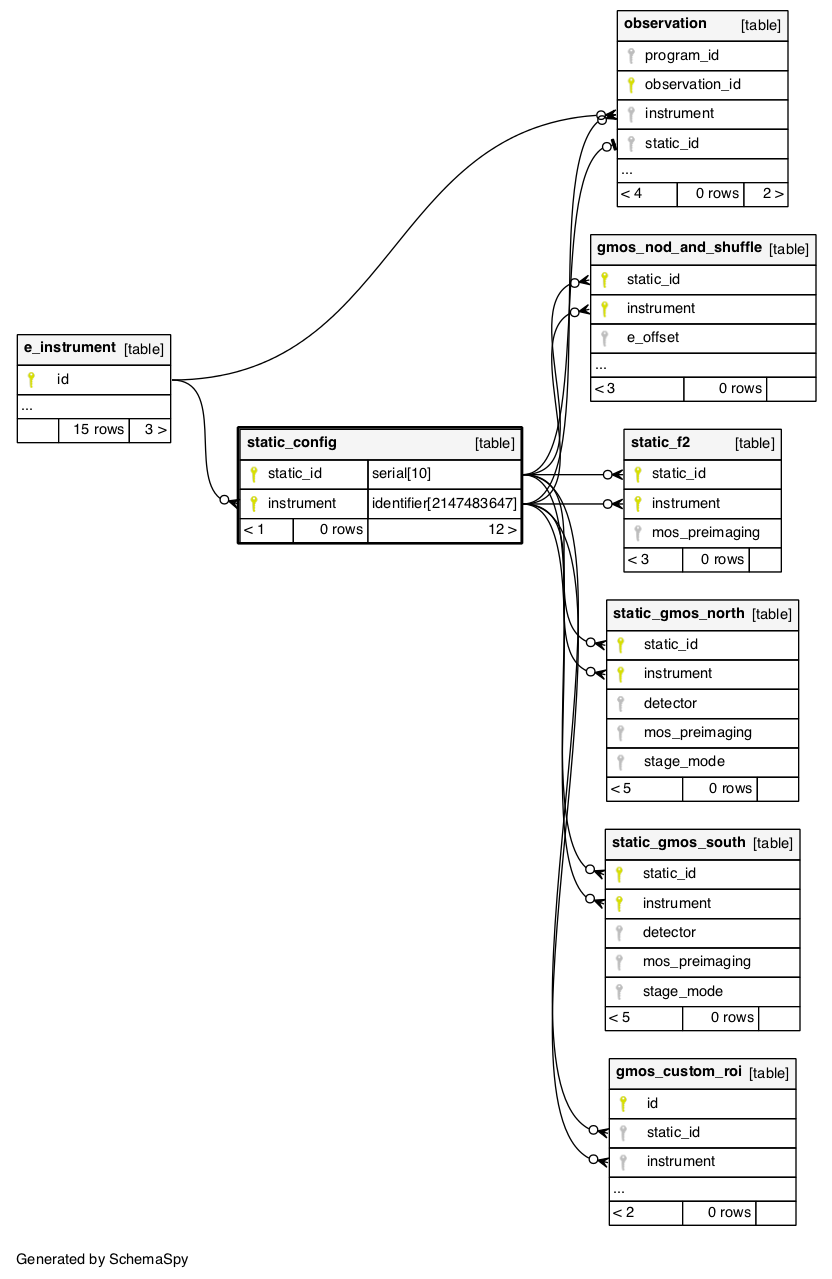 observation [table]
program_id
observation_id
instrument
static_id
...
< 4 0 rows 2 >
gmos_nod_and_shuffle [table]
static_id
instrument
e_offset
...
< 3 0 rows
e_instrument [table]
id
...
15 rows 3 >
static_config [table]
static_id serial[10]
instrument identifier[2147483647]
< 1 0 rows 12 >
static_f2 [table]
static_id
instrument
mos_preimaging
< 3 0 rows
static_gmos_north [table]
static_id
instrument
detector
mos_preimaging
stage_mode
< 5 0 rows
static_gmos_south [table]
static_id
instrument
detector
mos_preimaging
stage_mode
< 5 0 rows
gmos_custom_roi [table]
id
static_id
instrument
...
< 2 0 rows
Generated by SchemaSpy